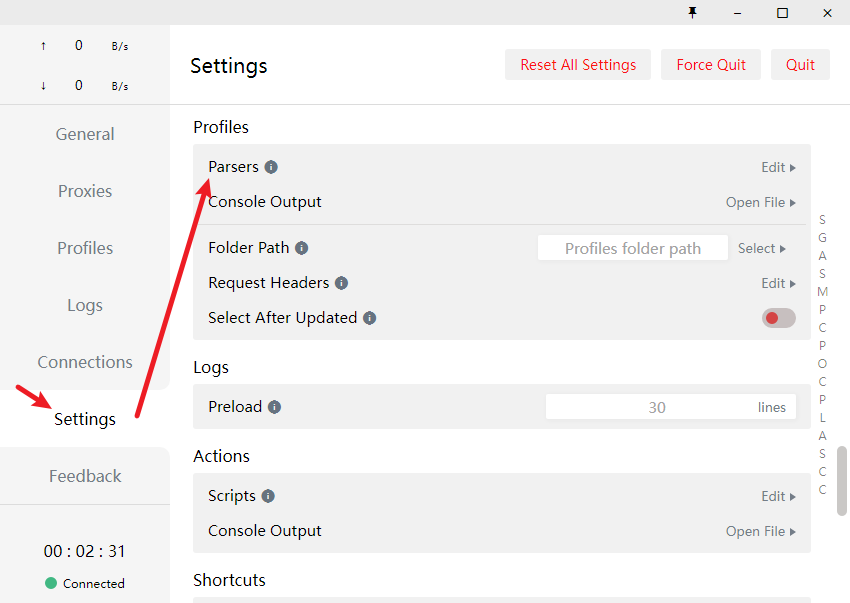 ↑ 0 B/s
↓ 0 B/s
General
Proxies
Profiles
Logs
Connections
Settings
Feedback
00 : 02 : 31
Connected
Settings
Reset All Settings
Force Quit
Quit
Profiles
Parsers
Edit
Console Output
Open File
Folder Path
Profiles folder path
Select
Request Headers
Edit
Select After Updated
Logs
Preload
30 lines
Actions
Scripts
Edit
Console Output
Open File
Shortcuts
S
G
A
S
M
P
C
P
O
C
P
L
A
S
C
C